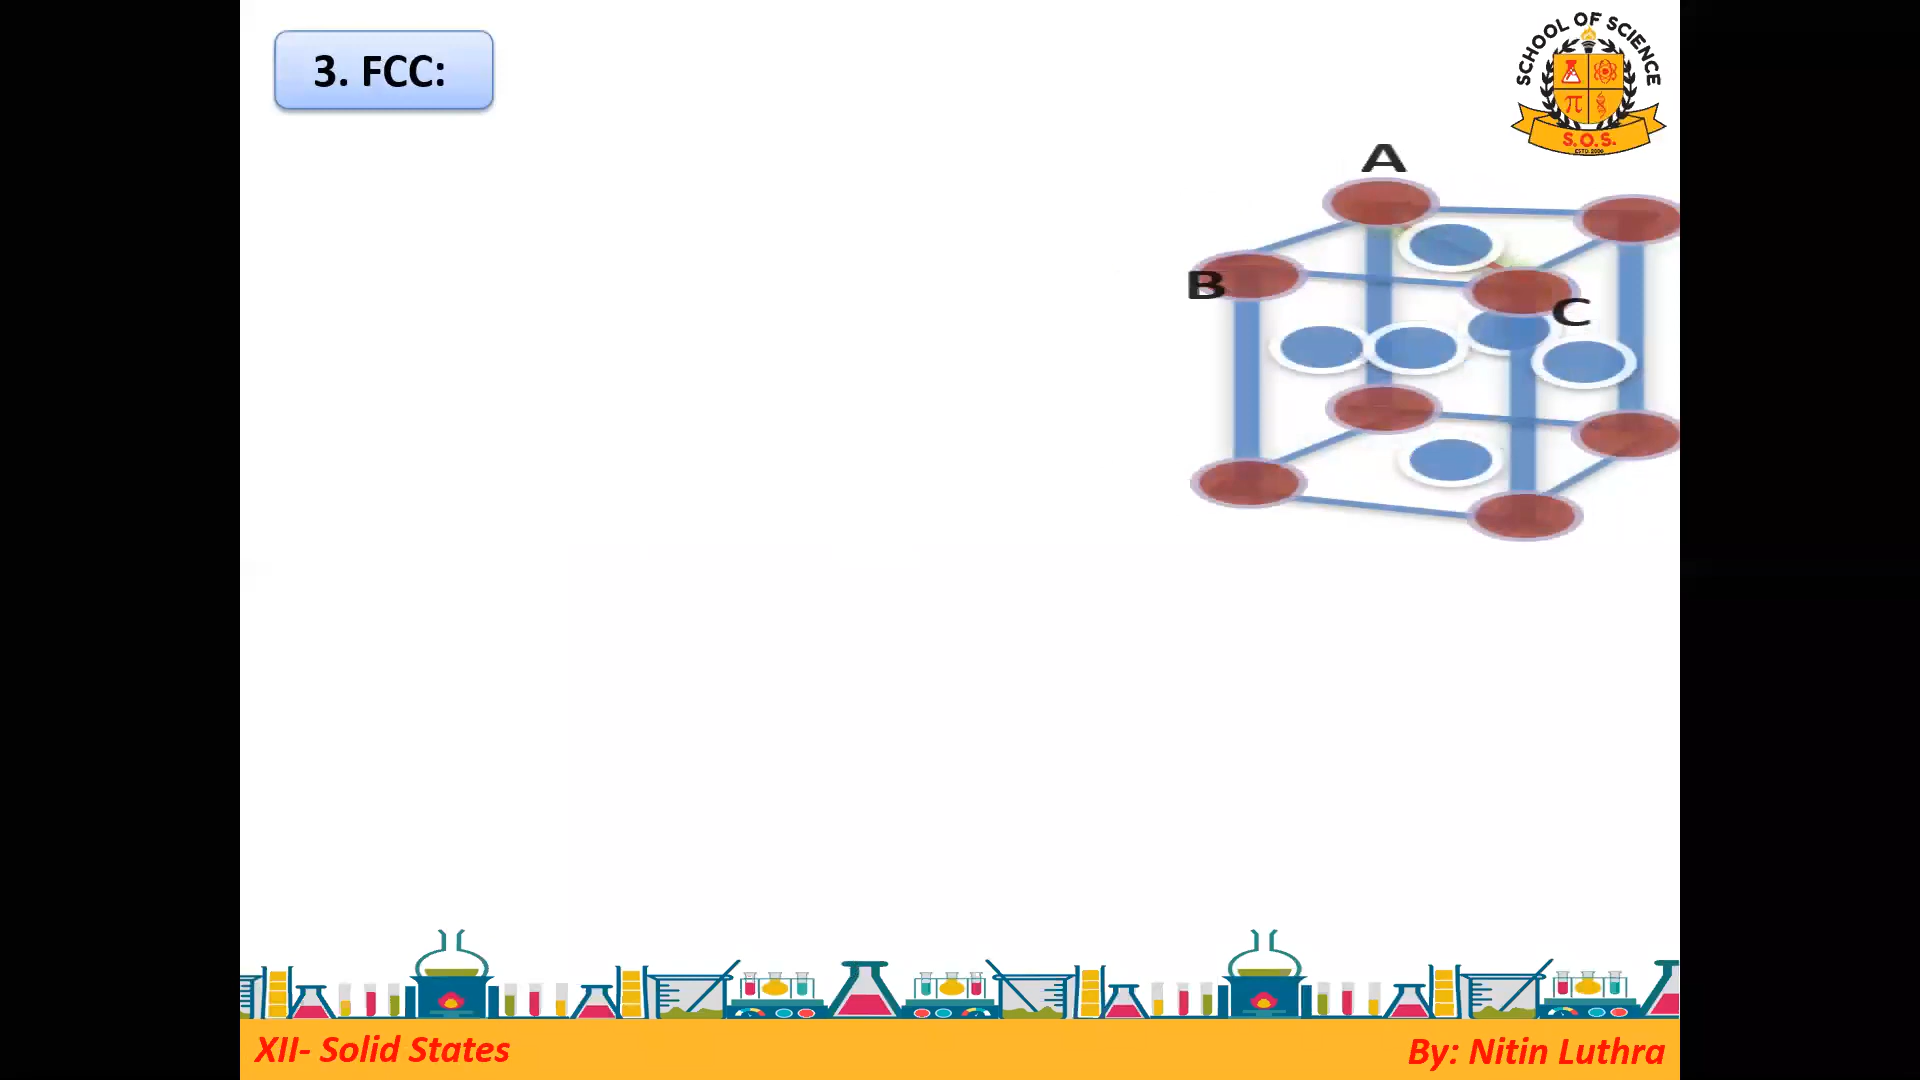 3. FCC:
SCHOOL OF SCIENCE
π
S.O.S.
A
B
C
XII- Solid States
By: Nitin Luthra